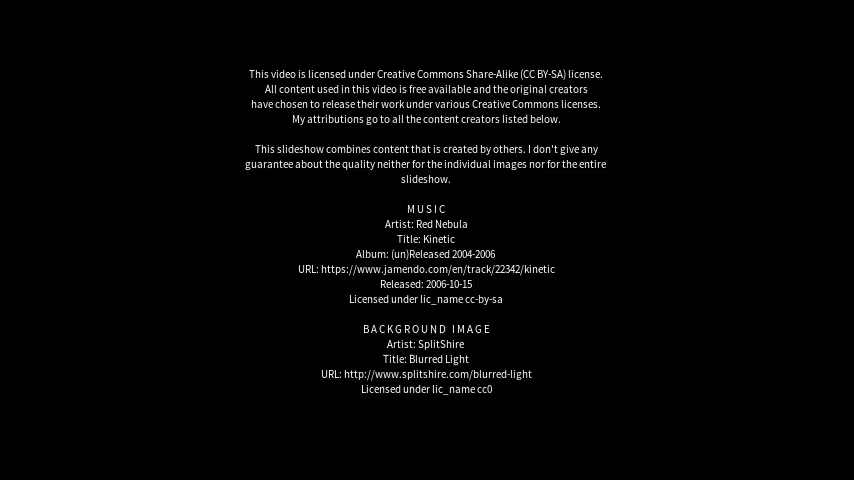 This video is licensed under Creative Commons Share-Alike (CC BY-SA) license.
All content used in this video is free available and the original creators
have chosen to release their work under various Creative Commons licenses.
My attributions go to all the content creators listed below.
This slideshow combines content that is created by others. I don't give any
guarantee about the quality neither for the individual images nor for the entire
slideshow.
MUSIC
Artist: Red Nebula
Title: Kinetic
Album: (un)Released 2004-2006
URL: https://www.jamendo.com/en/track/22342/kinetic
Released: 2006-10-15
Licensed under lic_name cc-by-sa
BACKGROUND IMAGE
Artist: SplitShire
Title: Blurred Light
URL: http://www.splitshire.com/blurred-light
Licensed under lic_name cc0